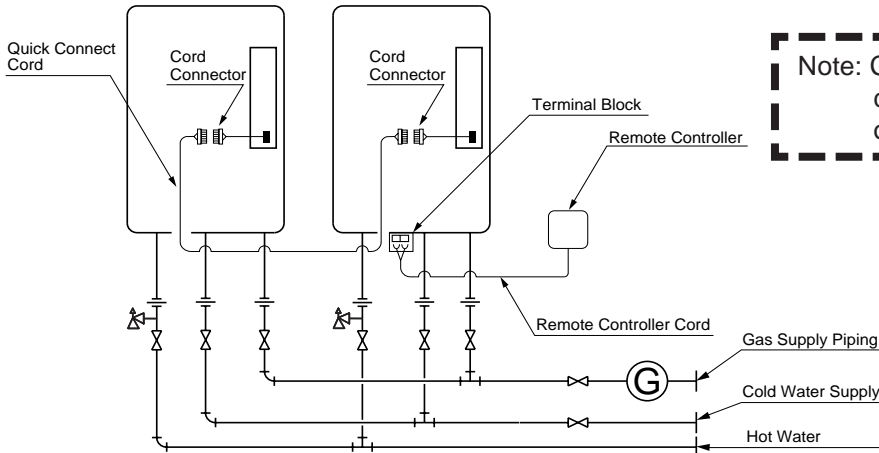 Quick Connect
Cord
Cord
Connector
Cord
Connector
Terminal Block
Remote Controller
Note:
Remote Controller Cord
Gas Supply Piping
G
Cold Water Supply
Hot Water